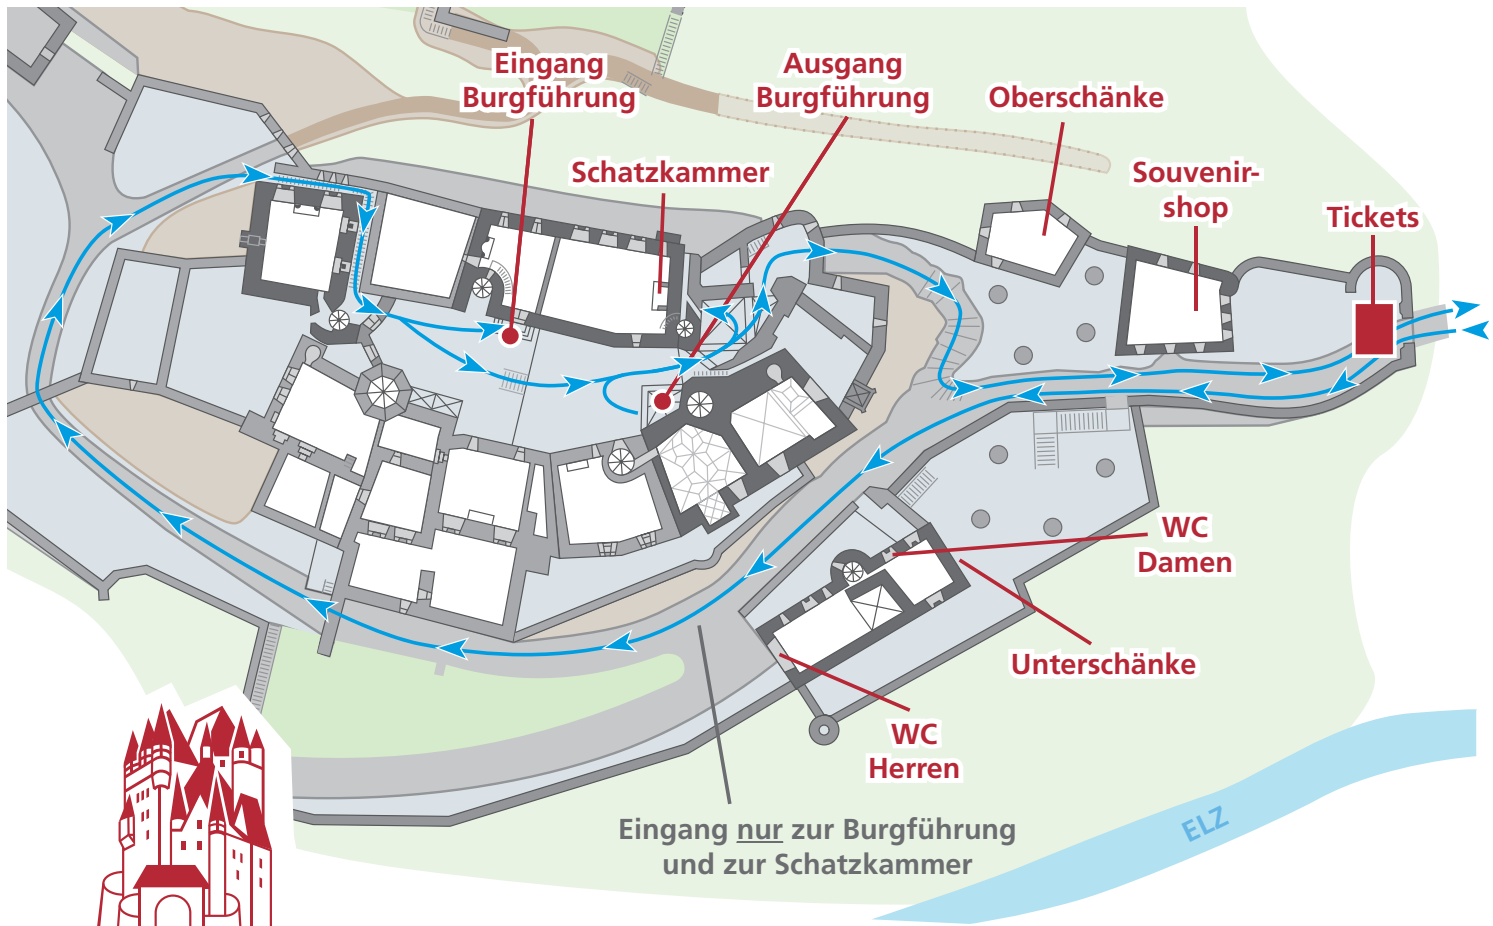 Eingang
Burgführung
Ausgang
Burgführung
Oberschänke
Schatzkammer
Souvenir-
shop
Tickets
WC
Damen
Unterschänke
WC
Herren
Eingang nur zur Burgführung
und zur Schatzkammer
ELZ